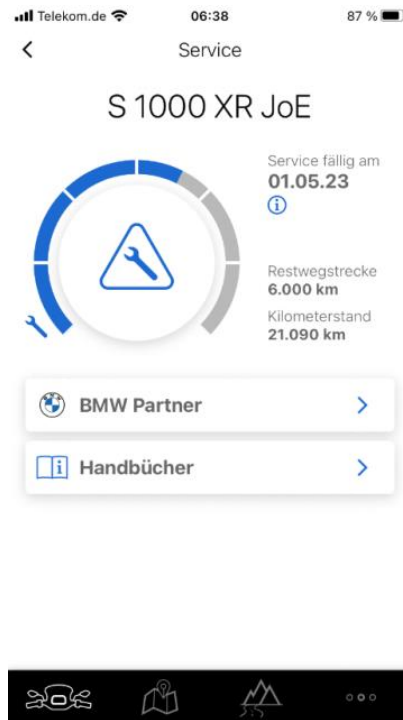 Telekom.de 06:38 87 %
Service
S 1000 XR JoE
Service fällig am
01.05.23
i
Restwegstrecke
6.000 km
Kilometerstand
21.090 km
BMW Partner
i Handbücher